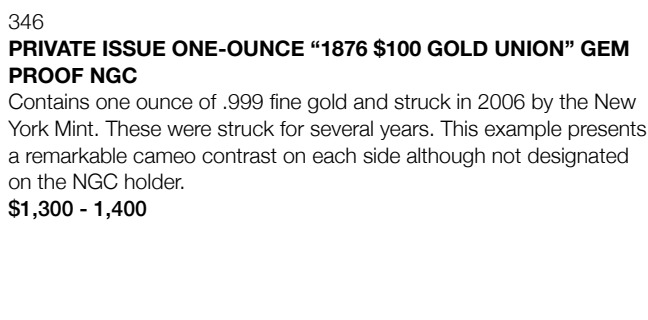 346
PRIVATE ISSUE ONE-OUNCE “1876 $100 GOLD UNION” GEM
PROOF NGC
Contains one ounce of .999 fine gold and struck in 2006 by the New
York Mint. These were struck for several years. This example presents
a remarkable cameo contrast on each side although not designated
on the NGC holder.
$1,300 - 1,400